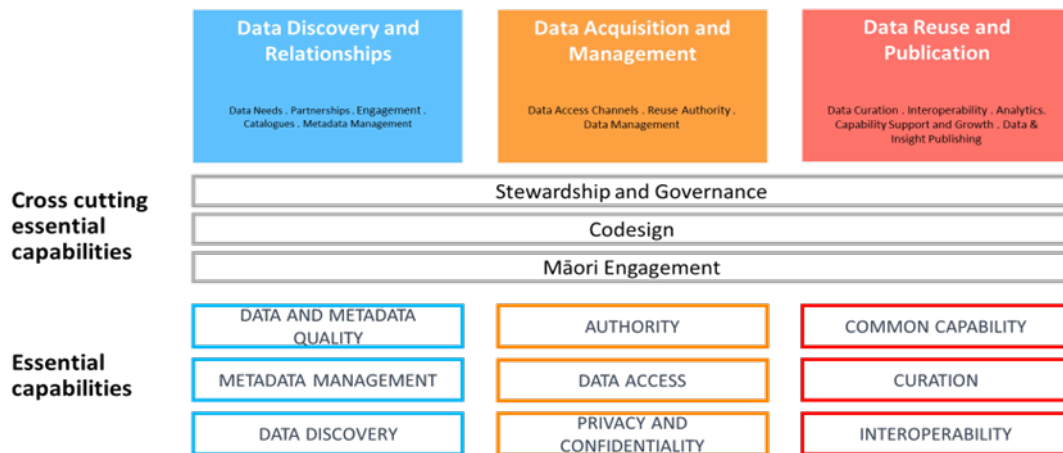 Data Discovery and
Relationships
Data Needs . Partnerships . Engagement .
Catalogues . Metadata Management
Data Acquisition and
Management
Data Access Channels . Reuse Authority .
Data Management
Data Reuse and
Publication
Data Curation . Interoperability . Analytics.
Capability Support and Growth . Data &
Insight Publishing
Cross cutting
essential
capabilities
Stewardship and Governance
Codesign
Māori Engagement
Essential
capabilities
DATA AND METADATA
QUALITY
AUTHORITY
COMMON CAPABILITY
METADATA MANAGEMENT
DATA ACCESS
CURATION
DATA DISCOVERY
PRIVACY AND
CONFIDENTIALITY
INTEROPERABILITY